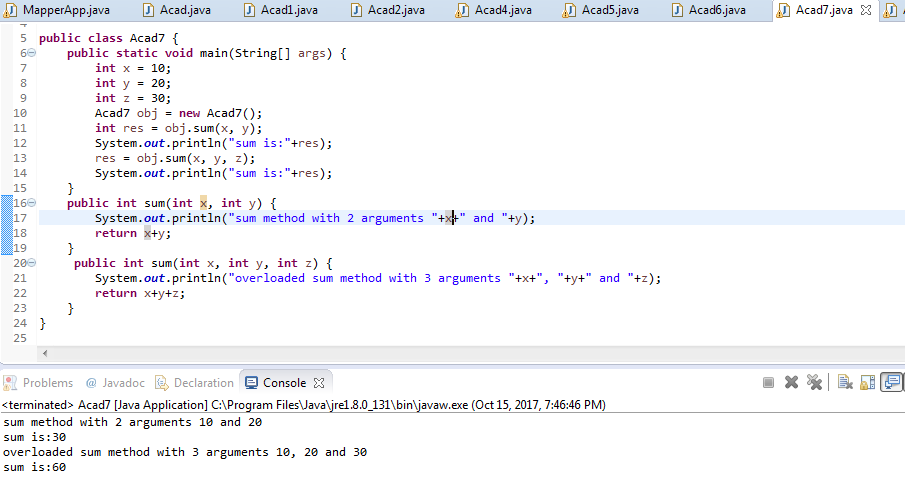 MapperApp.java Acad.java Acad1.java Acad2.java Acad4.java Acad5.java Acad6.java Acad7.java
5 public class Acad7 {
6 public static void main(String[] args) {
7 int x = 10;
8 int y = 20;
9 int z = 30;
10 Acad7 obj = new Acad7();
11 int res = obj.sum(x, y);
12 System.out.println("sum is:"+res);
13 res = obj.sum(x, y, z);
14 System.out.println("sum is:"+res);
15 }
16 public int sum(int x, int y) {
17 System.out.println("sum method with 2 arguments "+x+" and "+y);
18 return x+y;
19 }
20 public int sum(int x, int y, int z) {
21 System.out.println("overloaded sum method with 3 arguments "+x+", "+y+" and "+z);
22 return x+y+z;
23 }
24 }
25
Problems @ Javadoc Declaration Console
<terminated> Acad7 [Java Application] C:\Program Files\Java\jre1.8.0_131\bin\javaw.exe (Oct 15, 2017, 7:46:46 PM)
sum method with 2 arguments 10 and 20
sum is:30
overloaded sum method with 3 arguments 10, 20 and 30
sum is:60